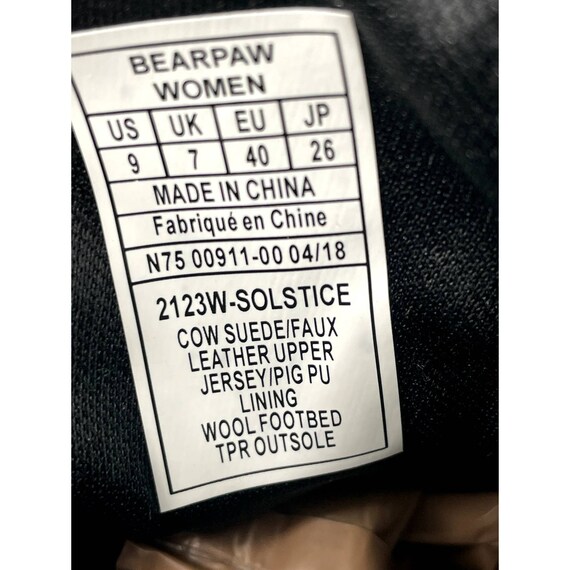 BEARPAW
WOMEN
US UK EU JP
9 7 40 26
MADE IN CHINA
Fabriqué en Chine
N75 00911-00 04/18
2123W-SOLSTICE
COW SUEDE/FAUX
LEATHER UPPER
JERSEY/PIG PU
LINING
WOOL FOOTBED
TPR OUTSOLE